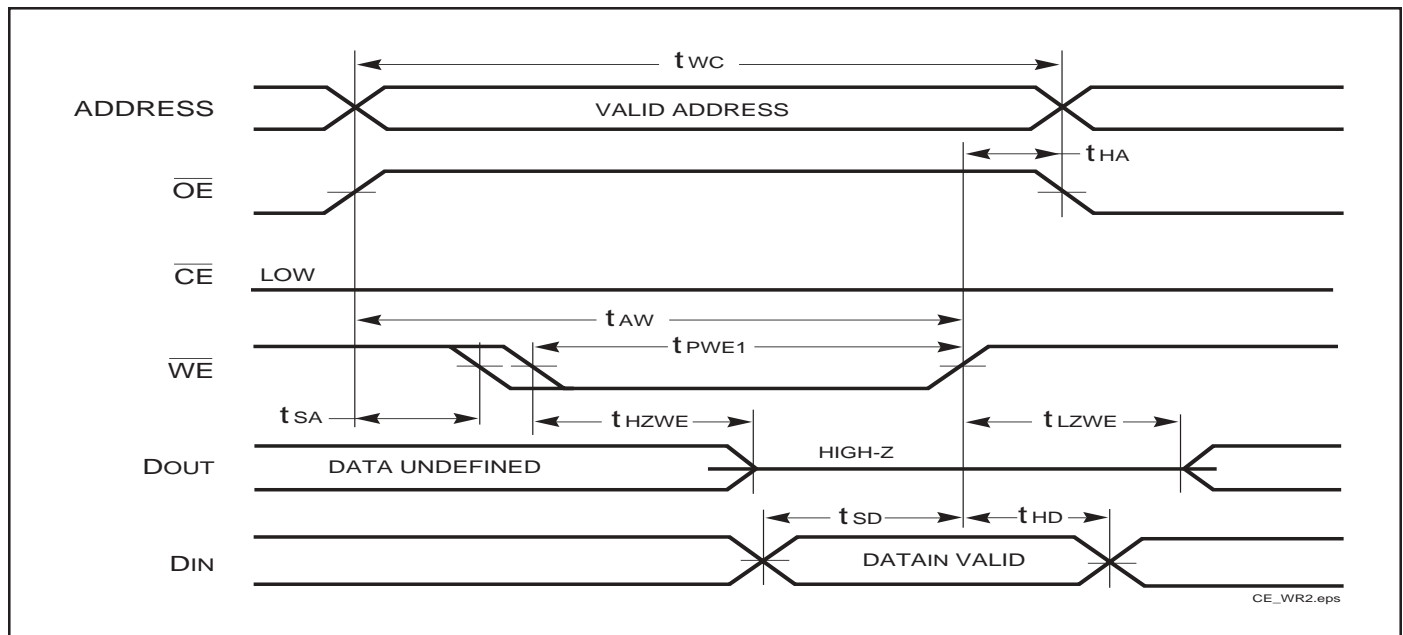 tWC
ADDRESS
VALID ADDRESS
tHA
OE
CE
LOW
tAW
tPWE1
WE
tSA
tHZWE
tLZWE
DOUT
DATA UNDEFINED
HIGH-Z
tSD
tHD
DIN
DATAIN VALID
CE_WR2.eps